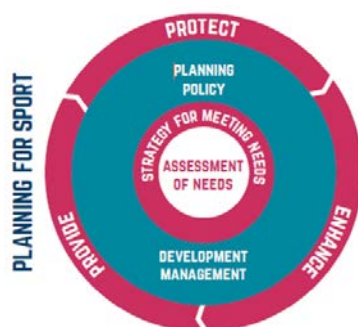 PLANNING FOR SPORT
PROTECT
PLANNING
POLICY
STRATEGY FOR MEETING NEEDS
ASSESSMENT
OF NEEDS
DEVELOPMENT
MANAGEMENT
PROVIDE
ENHANCE